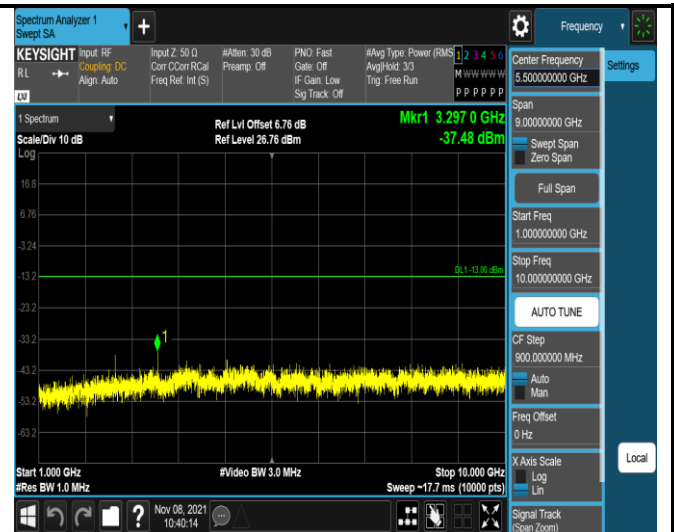 Spectrum Analyzer 1
Swept SA
+
Frequency
KEYSIGHT
RL
LXI
Input: RF
Coupling: DC
Align: Auto
Input Z: 50 Ω
Corr CCorr RCal
Freq Ref: Int (S)
#Atten: 30 dB
Preamp: Off
PNO: Fast
Gate: Off
IF Gain: Low
Sig Track: Off
#Avg Type: Power (RMS
Avg|Hold: 3/3
Trig: Free Run
1 2 3 4 5 6
M W W W W W
P P P P P P
1 Spectrum
Scale/Div 10 dB
Ref Lvl Offset 6.76 dB
Ref Level 26.76 dBm
Mkr1 3.297 0 GHz
-37.48 dBm
Log
16.8
6.76
-3.24
-13.2
-23.2
-33.2
-43.2
-53.2
-63.2
DL1 -13.00 dBm
1
Start 1.000 GHz
#Res BW 1.0 MHz
#Video BW 3.0 MHz
Stop 10.000 GHz
Sweep ~17.7 ms (10000 pts)
Nov 08, 2021
10:40:14
?
Center Frequency
5.500000000 GHz
Settings
Span
9.00000000 GHz
Swept Span
Zero Span
Full Span
Start Freq
1.000000000 GHz
Stop Freq
10.000000000 GHz
AUTO TUNE
CF Step
900.000000 MHz
Auto
Man
Freq Offset
0 Hz
X Axis Scale
Log
Lin
Local
Signal Track
(Span Zoom)